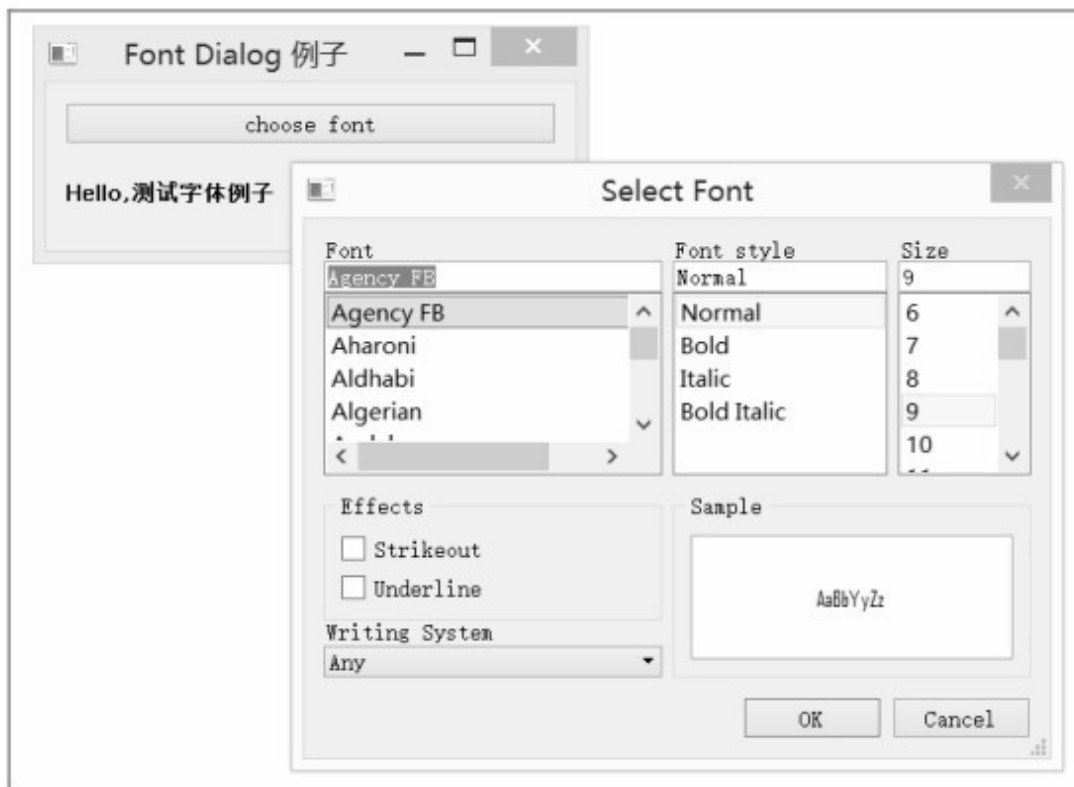 Font Dialog 例子
choose font
Hello,测试字体例子
Select Font
Font
Font style
Size
Agency FB
Normal
9
Agency FB
Normal
6
Aharoni
Bold
7
Aldhabi
Italic
8
Algerian
Bold Italic
9
10
Effects
Sample
Strikeout
Underline
AaBbYyZz
Writing System
Any
OK
Cancel